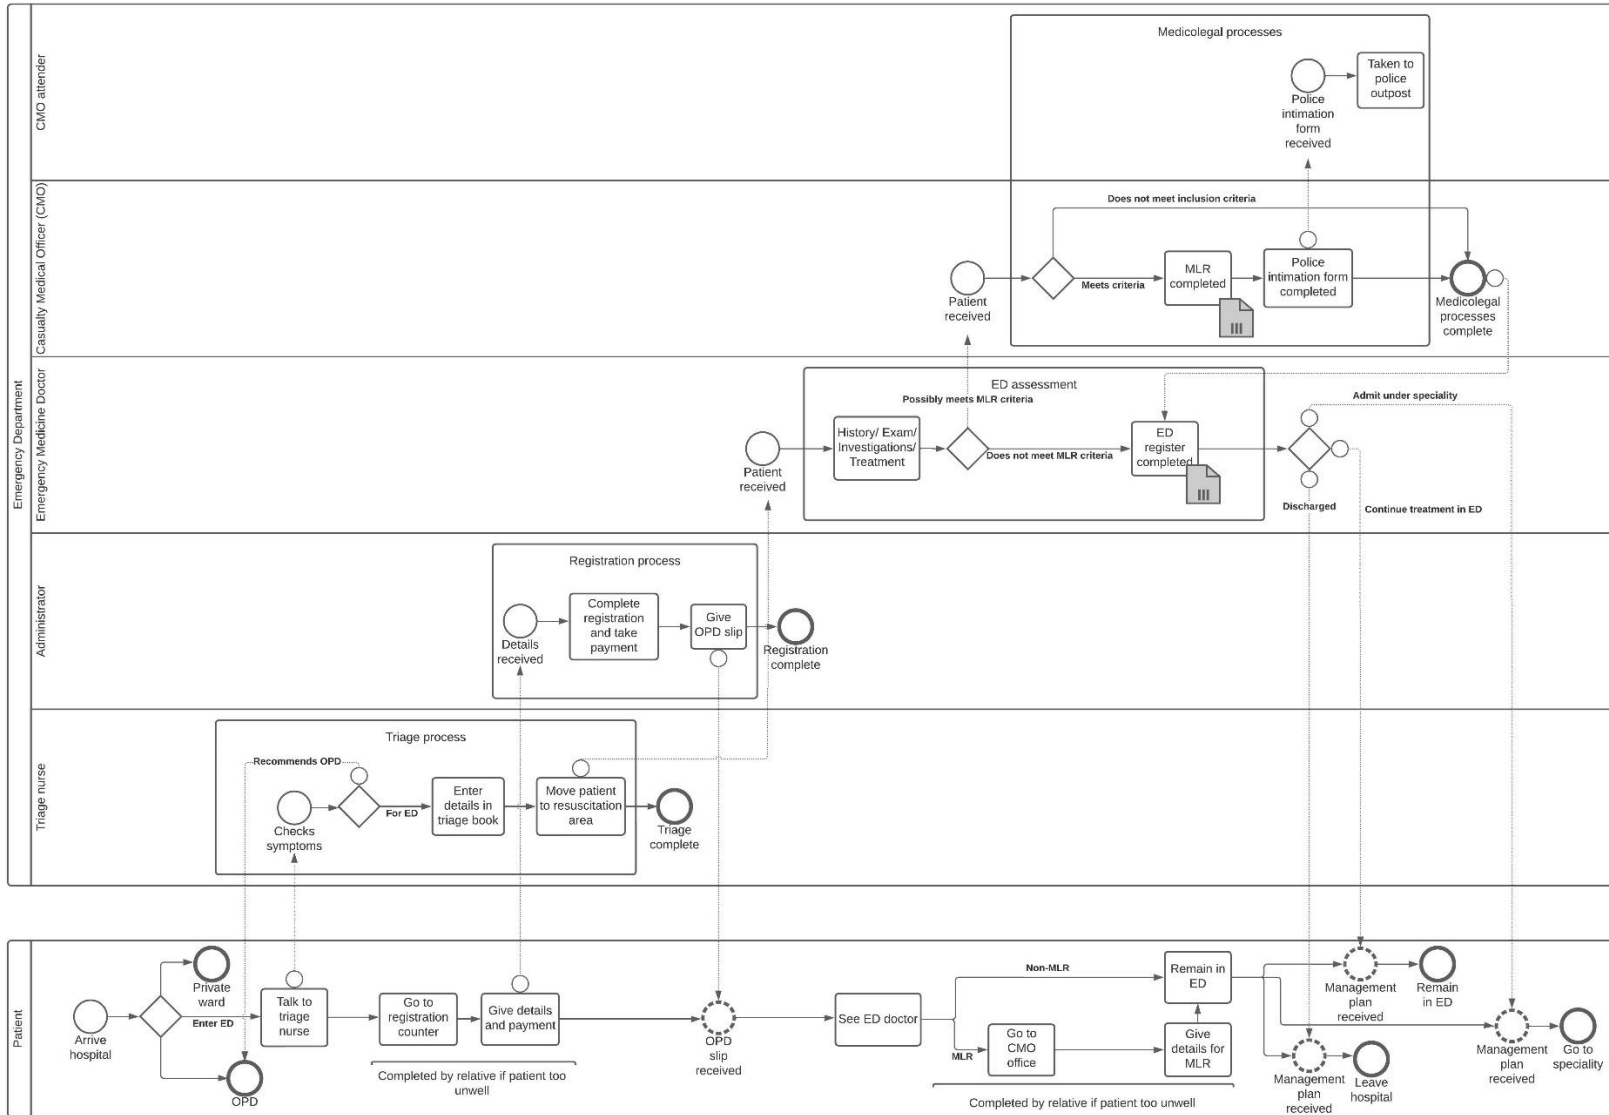 Emergency Department
CMO attender
Medicolegal processes
Police
intimation
form
received
Taken to
police
outpost
Casualty Medical Officer (CMO)
Patient
received
Does not meet inclusion criteria
Meets criteria
MLR
completed
Police
intimation form
completed
Medicolegal
processes
complete
Emergency Medicine Doctor
Patient
received
ED assessment
History/ Exam/
Investigations/
Treatment
Possibly meets MLR criteria
Does not meet MLR criteria
ED
register
completed
Admit under speciality
Discharged
Continue treatment in ED
Administrator
Registration process
Details
received
Complete
registration
and take
payment
Give
OPD slip
Registration
complete
Triage nurse
Triage process
Recommends OPD
Checks
symptoms
For ED
Enter
details in
triage book
Move patient
to resuscitation
area
Triage
complete
Patient
Arrive
hospital
Private
ward
Enter ED
OPD
Talk to
triage
nurse
Go to
registration
counter
Give details
and payment
Completed by relative if patient too
unwell
OPD
slip
received
See ED doctor
Non-MLR
MLR
Go to
CMO
office
Give
details for
MLR
Remain in
ED
Completed by relative if patient too unwell
Management
plan
received
Remain
in ED
Management
plan
received
Leave
hospital
Management
plan
received
Go to
speciality